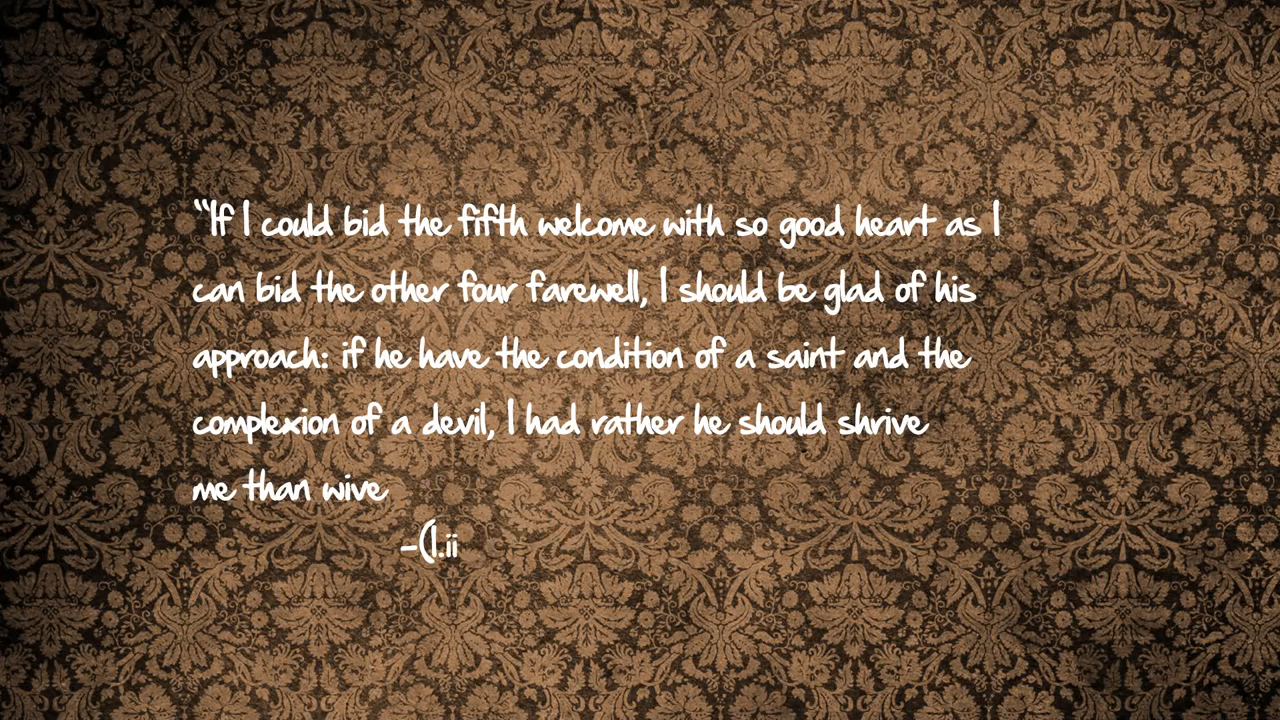 “If I could bid the fifth welcome with so good heart as I
can bid the other four farewell, I should be glad of his
approach: if he have the condition of a saint and the
complexion of a devil, I had rather he should shrive
me than wive
-(I.ii